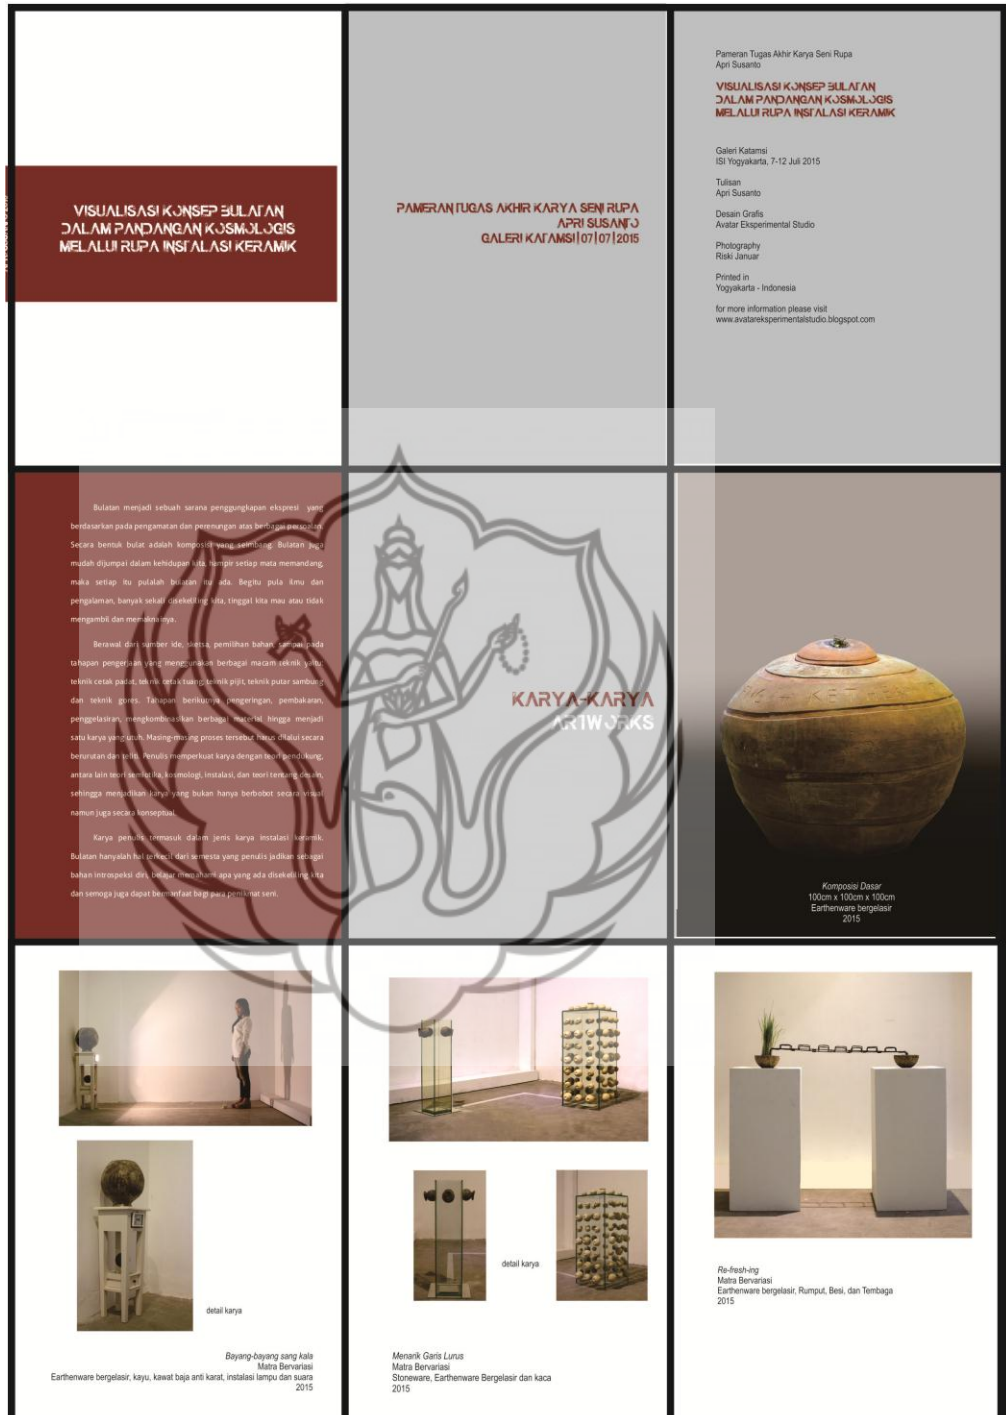 VISUALISASI KONSEP BULATAN
DALAM PANDANGAN KOSMOLOGIS
MELALUI RUPA INSTALASI KERAMIK
PAMERAN TUGAS AKHIR KARYA SENI RUPA
APRI SUSANTO
GALERI KATAMSI|07|07|2015
Pameran Tugas Akhir Karya Seni Rupa
Apri Susanto
VISUALISASI KONSEP BULATAN
DALAM PANDANGAN KOSMOLOGIS
MELALUI RUPA INSTALASI KERAMIK
Galeri Katamsi
ISI Yogyakarta, 7-12 Juli 2015
Tulisan
Apri Susanto
Desain Grafis
Avatar Eksperimental Studio
Photography
Riski Januar
Printed in
Yogyakarta - Indonesia
for more information please visit
www.avatareksperimentalstudio.blogspot.com
Bulatan menjadi sebuah sarana penggungkapan ekspresi yang
berdasarkan pada pengamatan dan perenungan atas berbagai persoalan.
Secara bentuk bulat adalah komposisi yang seimbang. Bulatan juga
mudah dijumpai dalam kehidupan kita, hampir setiap mata memandang,
maka setiap itu pulalah bulatan itu ada. Begitu pula ilmu dan
pengalaman, banyak sekali disekeliling kita, tinggal kita mau atau tidak
mengambil dan memaknainya.
Berawal dari sumber ide, sketsa, pemilihan bahan, sampai pada
tahapan pengerjaan yang menggunakan berbagai macam teknik yaitu:
teknik cetak padat, teknik cetak tuang, teknik pijit, teknik putar sambung
dan teknik gores. Tahapan berikutnya pengeringan, pembakaran,
penggelasiran, mengkombinasikan berbagai material hingga menjadi
satu karya yang utuh. Masing-masing proses tersebut harus dilalui secara
berurutan dan teliti. Penulis memperkuat karya dengan teori pendukung,
antara lain teori semiotika, kosmologi, instalasi, dan teori tentang desain,
sehingga menjadikan karya yang bukan hanya berbobot secara visual
namun juga secara konseptual.
Karya penulis termasuk dalam jenis karya instalasi keramik.
Bulatan hanyalah hal terkecil dari semesta yang penulis jadikan sebagai
bahan introspeksi diri, belajar memahami apa yang ada disekeliling kita
dan semoga juga dapat bermanfaat bagi para penikmat seni.
KARYA-KARYA
ARTWORKS
Komposisi Dasar
100cm x 100cm x 100cm
Earthenware bergelasir
2015
detail karya
Bayang-bayang sang kala
Matra Bervariasi
Earthenware bergelasir, kayu, kawat baja anti karat, instalasi lampu dan suara
2015
detail karya
Menarik Garis Lurus
Matra Bervariasi
Stoneware, Earthenware Bergelasir dan kaca
2015
Re-fresh-ing
Matra Bervariasi
Earthenware bergelasir, Rumput, Besi, dan Tembaga
2015